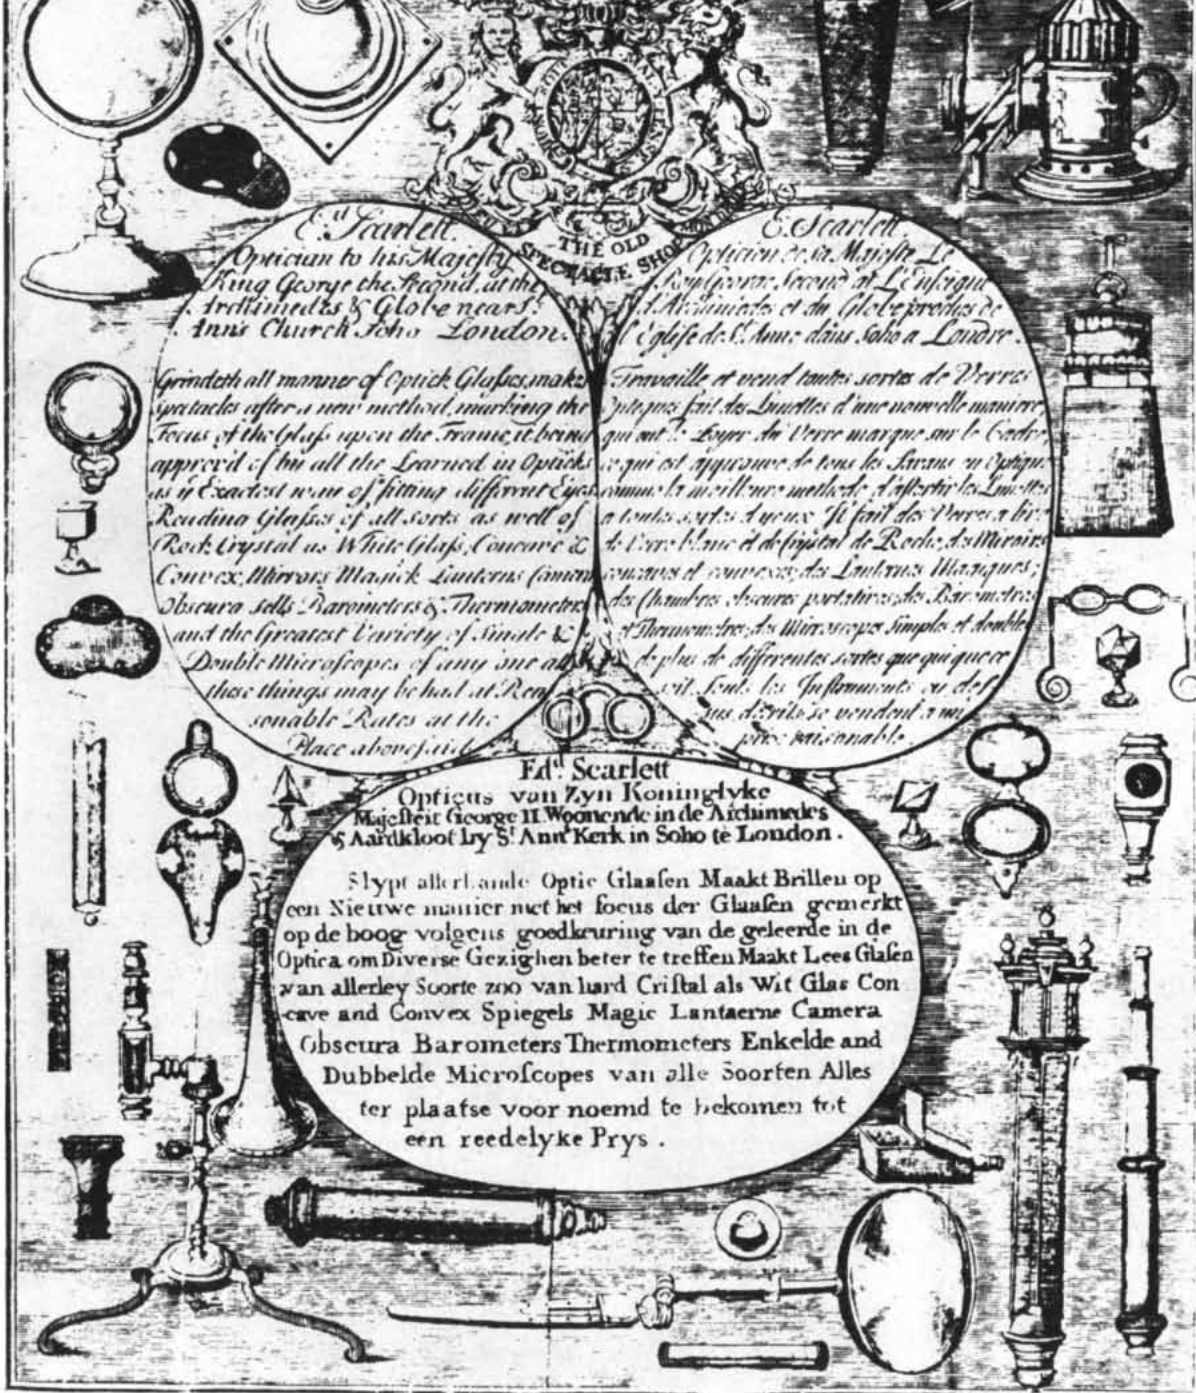 THE OLD
SPECTACLE SHOP
E.d Scarlett.
Optician to his Majesty
King George the Second, at the
Archimedes & Globe near St.
Ann's Church Soho London.
Grindeth all manner of Optick Glasses, makes
Spectacles after a new method, marking the
Focus of the Glass upon the Frame, it being
approv'd of by all the Learned in Opticks
as ye Exactest way of fitting different Eyes
Reading Glasses of all sorts as well of
Rock Crystal as White Glass, Concave &
Convex, Mirrors Magick Lanterns Camera
Obscura sells Barometers & Thermometers
and the Greatest Variety of Single &
Double Microscopes of any one all
these things may be had at Rea
sonable Rates at the
Place abovesaid
E. Scarlett
Opticien de sa Majeste Le
Roy George Second at L'Enseigne
d'Archimedes et du Globe proches de
l'Eglise de St. Anne dans Soho a Londre.
Travaille et vend toutes sortes de Verres
Optiques fait des Lunettes d'une nouvelle maniere
qui ont le Foyer du Verre marque sur le Cadre,
ce qui est approuve de tous les Savans en Optique
comme la meilleure methode d'assortir les Lunettes
a toutes sortes d'yeux. Il fait des Verres a lire
de Verre blanc et de Crystal de Roche, des Miroirs
concaves et convexes, des Lanternes Magiques;
des Chambres obscures portatives, des Barometres
et Thermometres, des Microscopes Simples et doubles
de plus de differentes sortes que qui que ce
soit. Touts les Instruments cy des
sus decrits se vendent a un
prix raisonable
Ed.d Scarlett
Opticus van Zyn Koninglyke
Majesteit George II Woonende in de Archimedes
& Aardkloot by St. Ann Kerk in Soho te London.
Slypt allerhande Optic Glaasen Maakt Brillen op
een Nieuwe manier met het focus der Glaasen gemerkt
op de boog volgens goedkeuring van de geleerde in de
Optica om Diverse Gezighen beter te treffen Maakt Lees Glasen
van allerley Soorte zoo van hard Cristal als Wit Glas Con
-cave and Convex Spiegels Magic Lantaerne Camera
Obscura Barometers Thermometers Enkelde and
Dubbelde Microscopes van alle Soorten Alles
ter plaatse voor noemd te bekomen tot
een reedelyke Prys.